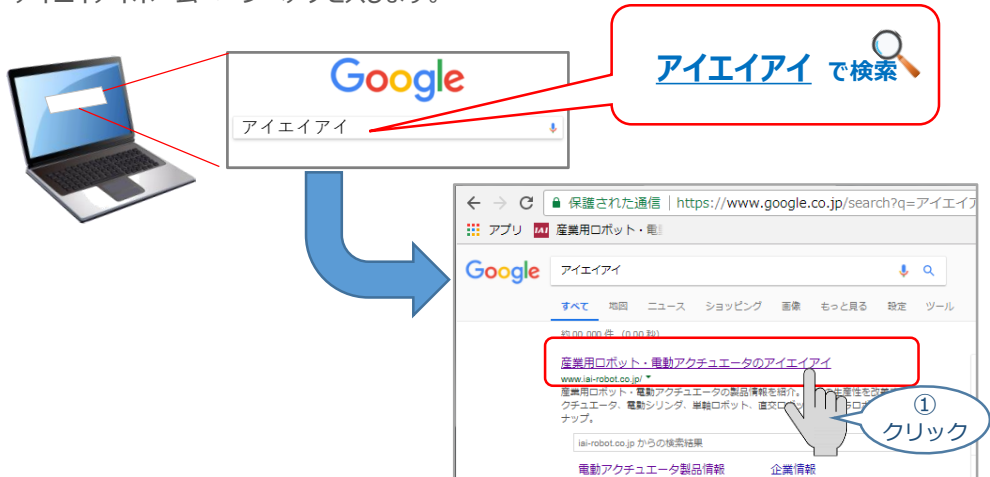 Google
アイエイアイ
アイエイアイ で検索
保護された通信 | https://www.google.co.jp/search?q=アイエイア
アプリ IAI 産業用ロボット・電
Google アイエイアイ
すべて 地図 ニュース ショッピング 画像 もっと見る 設定 ツール
約00,000 件 (0.00 秒)
産業用ロボット・電動アクチュエータのアイエイアイ
www.iai-robot.co.jp/
産業用ロボット・電動アクチュエータの製品情報を紹介。
クチュエータ、電動シリンダ、単軸ロボット、直交ロ
ナップ。
iai-robot.co.jp からの検索結果
電動アクチュエータ製品情報 企業情報
①
クリック